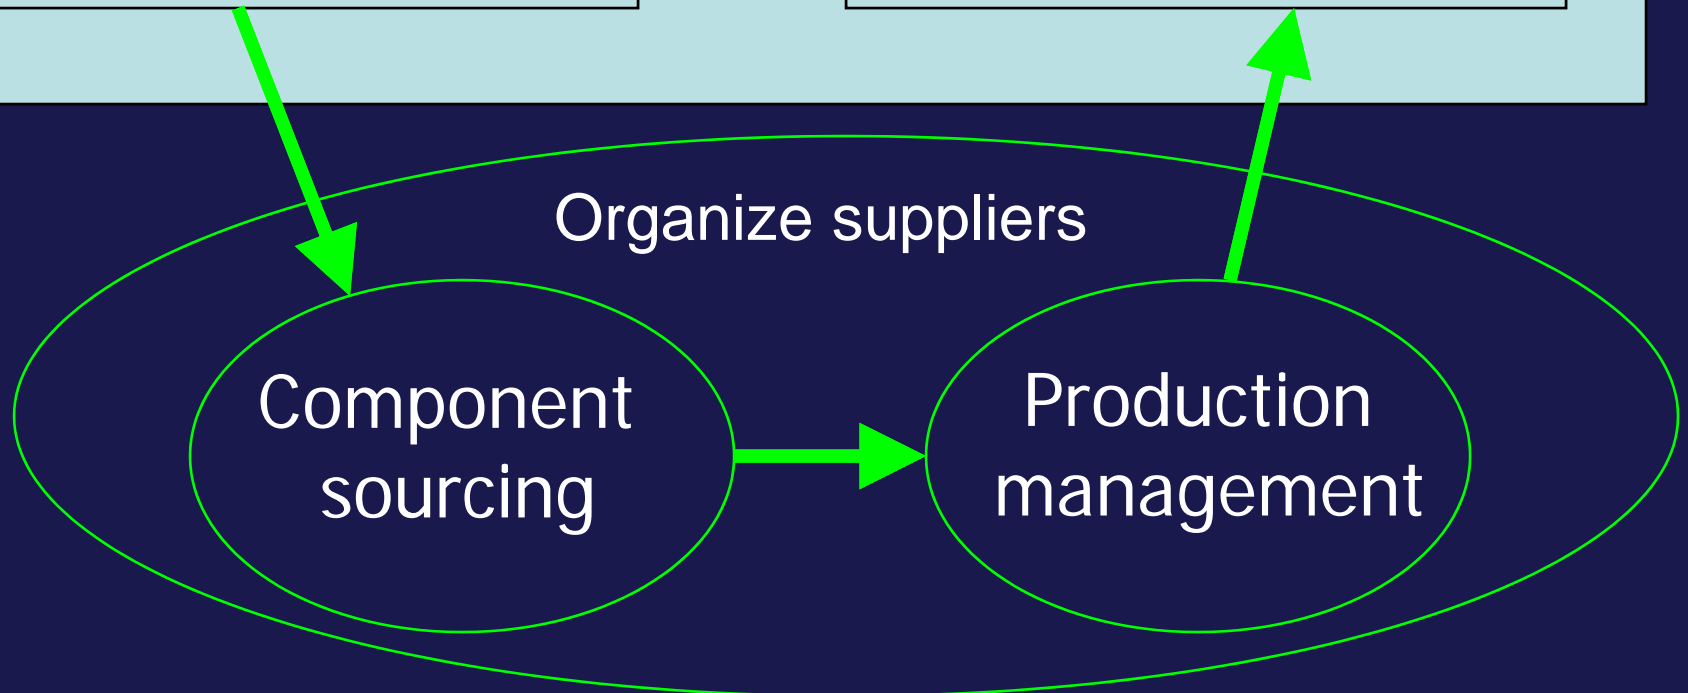 Organize suppliers
Component
sourcing
Production
management